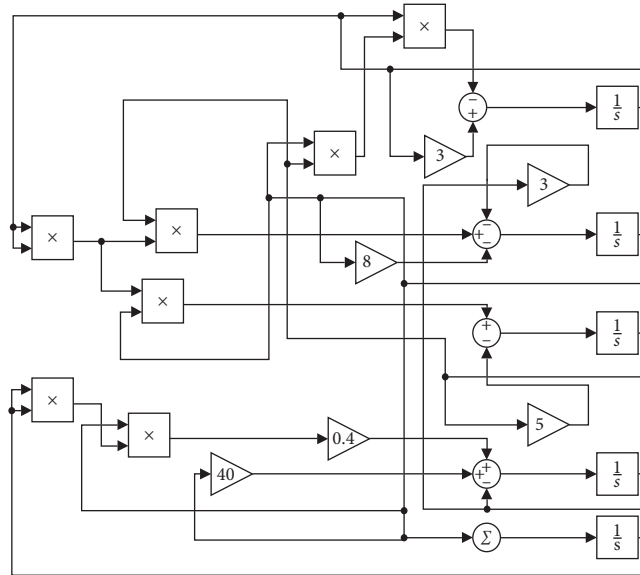 ×
− +
1/s
×
3
3
×
×
− + −
1/s
8
×
+ −
1/s
×
×
5
0.4
40
+ + −
1/s
Σ
1/s